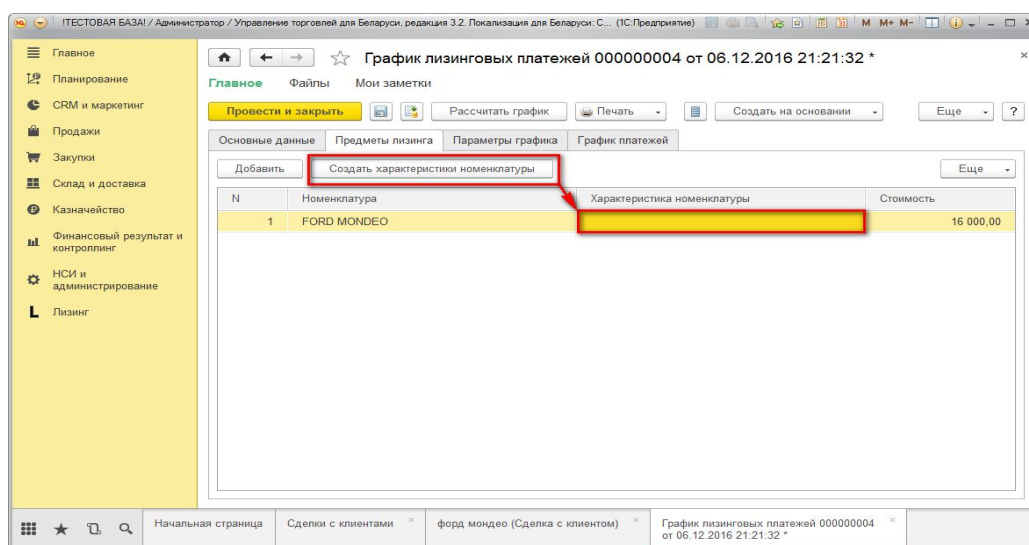 !ТЕСТОВАЯ БАЗА! / Администратор / Управление торговлей для Беларуси, редакция 3.2. Локализация для Беларуси: С... (1С:Предприятие)
M M+ M-
Главное
Планирование
CRM и маркетинг
Продажи
Закупки
Склад и доставка
Казначейство
Финансовый результат и
контроллинг
НСИ и
администрирование
Лизинг
График лизинговых платежей 000000004 от 06.12.2016 21:21:32 *
Главное Файлы Мои заметки
Провести и закрыть Рассчитать график Печать Создать на основании Еще ?
Основные данные Предметы лизинга Параметры графика График платежей
Добавить Создать характеристики номенклатуры Еще
N Номенклатура Характеристика номенклатуры Стоимость
1 FORD MONDEO 16 000,00
Начальная страница
Сделки с клиентами
форд мондео (Сделка с клиентом)
График лизинговых платежей 000000004
от 06.12.2016 21:21:32 *